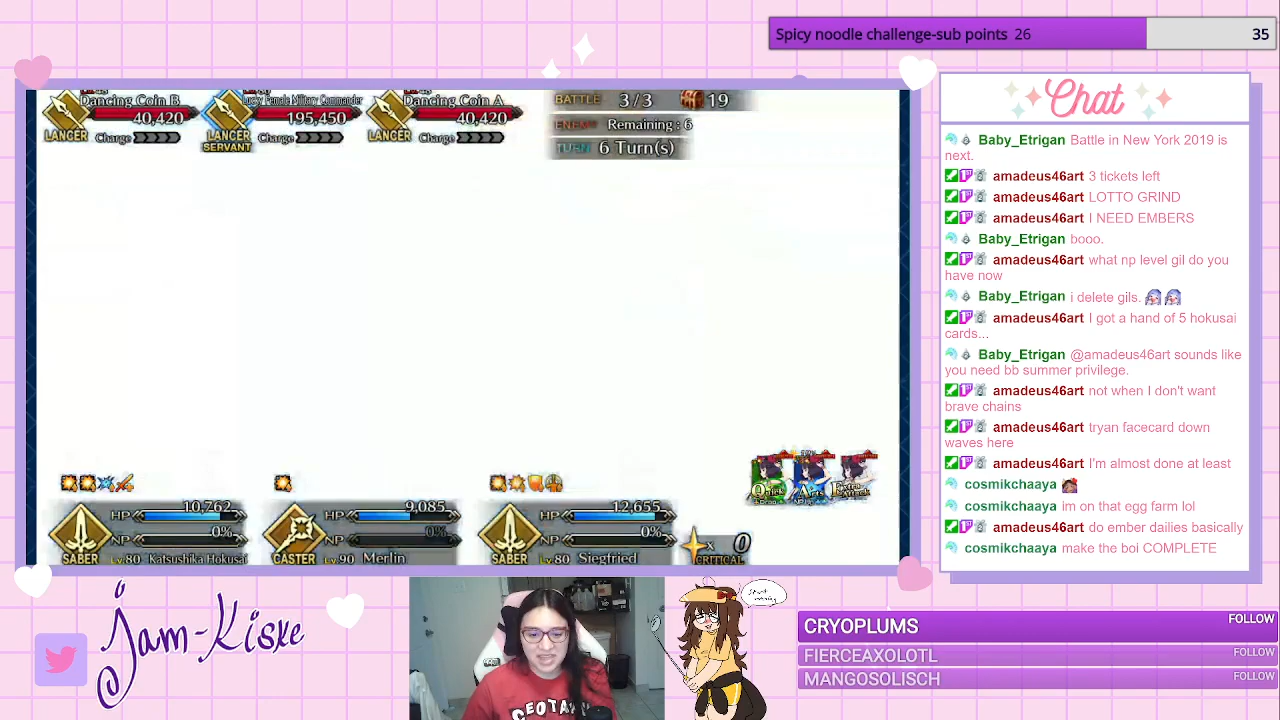 Spicy noodle challenge-sub points 26
35
Dancing Coin B
40,420
LANCER
Charge
Lucky Female Military Commander
195,450
LANCER
Charge
SERVANT
Dancing Coin A
40,420
LANCER
Charge
BATTLE 3/3 19
ENEMY Remaining : 6
TURN 6 Turn(s)
Chat
Baby_Etrigan Battle in New York 2019 is
next.
amadeus46art 3 tickets left
amadeus46art LOTTO GRIND
amadeus46art I NEED EMBERS
Baby_Etrigan booo.
amadeus46art what np level gil do you
have now
Baby_Etrigan i delete gils.
amadeus46art I got a hand of 5 hokusai
cards...
Baby_Etrigan @amadeus46art sounds like
you need bb summer privilege.
amadeus46art not when I don't want
brave chains
amadeus46art tryan facecard down
waves here
amadeus46art I'm almost done at least
cosmikchaaya
cosmikchaaya im on that egg farm lol
amadeus46art do ember dailies basically
cosmikchaaya make the boi COMPLETE
Quick
Arts
Extra Attack
HP 10,762
NP 0%
SABER Lv.80 Katsushika Hokusai
HP 9,085
NP 0%
CASTER Lv.90 Merlin
HP 12,655
NP 0%
SABER Lv.80 Siegfried
x 0
CRITICAL
@Jam-Kiske
CRYOPLUMS FOLLOW
FIERCEAXOLOTL FOLLOW
MANGOSOLISCH FOLLOW